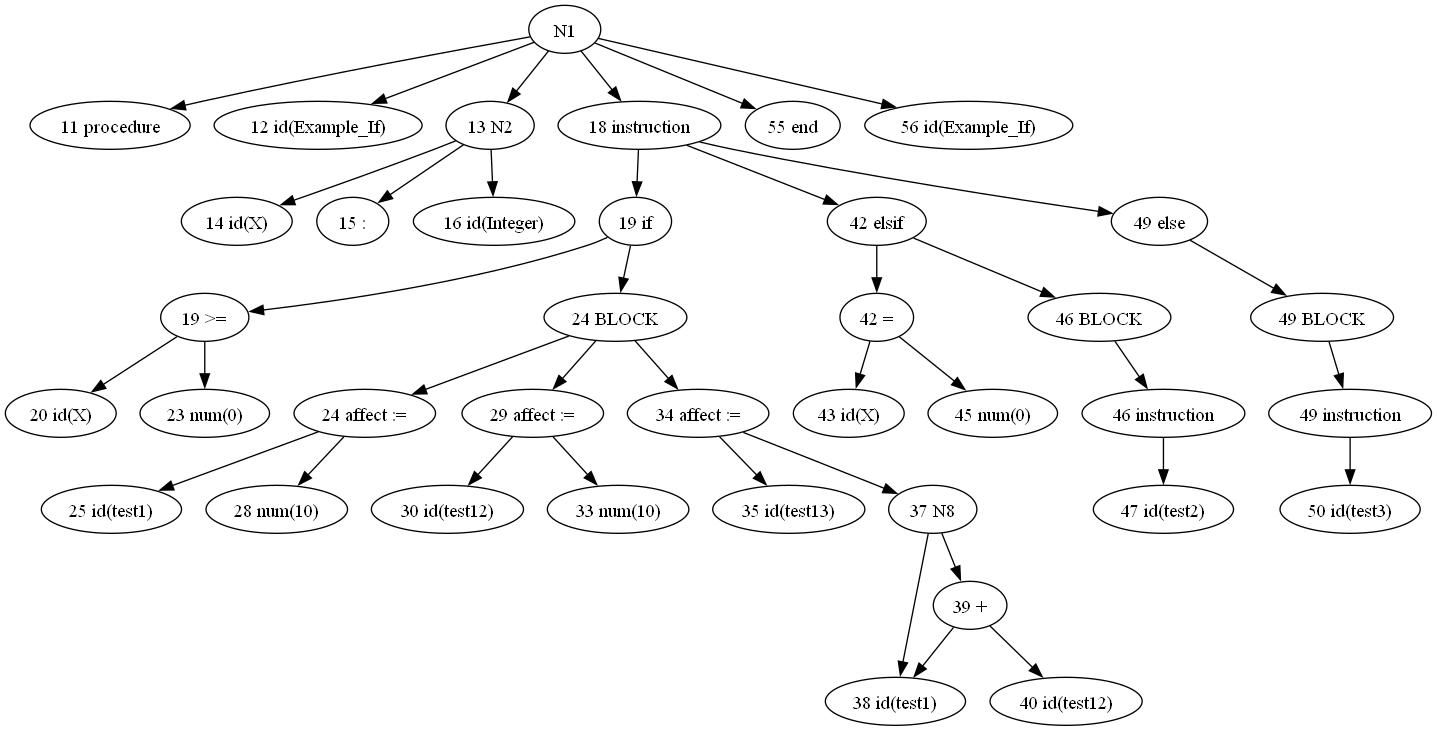 N1
11 procedure
12 id(Example_If)
13 N2
18 instruction
55 end
56 id(Example_If)
14 id(X)
15 :
16 id(Integer)
19 if
42 elsif
49 else
19 >=
24 BLOCK
42 =
46 BLOCK
49 BLOCK
20 id(X)
23 num(0)
24 affect :=
29 affect :=
34 affect :=
43 id(X)
45 num(0)
46 instruction
49 instruction
25 id(test1)
28 num(10)
30 id(test12)
33 num(10)
35 id(test13)
37 N8
47 id(test2)
50 id(test3)
39 +
38 id(test1)
40 id(test12)